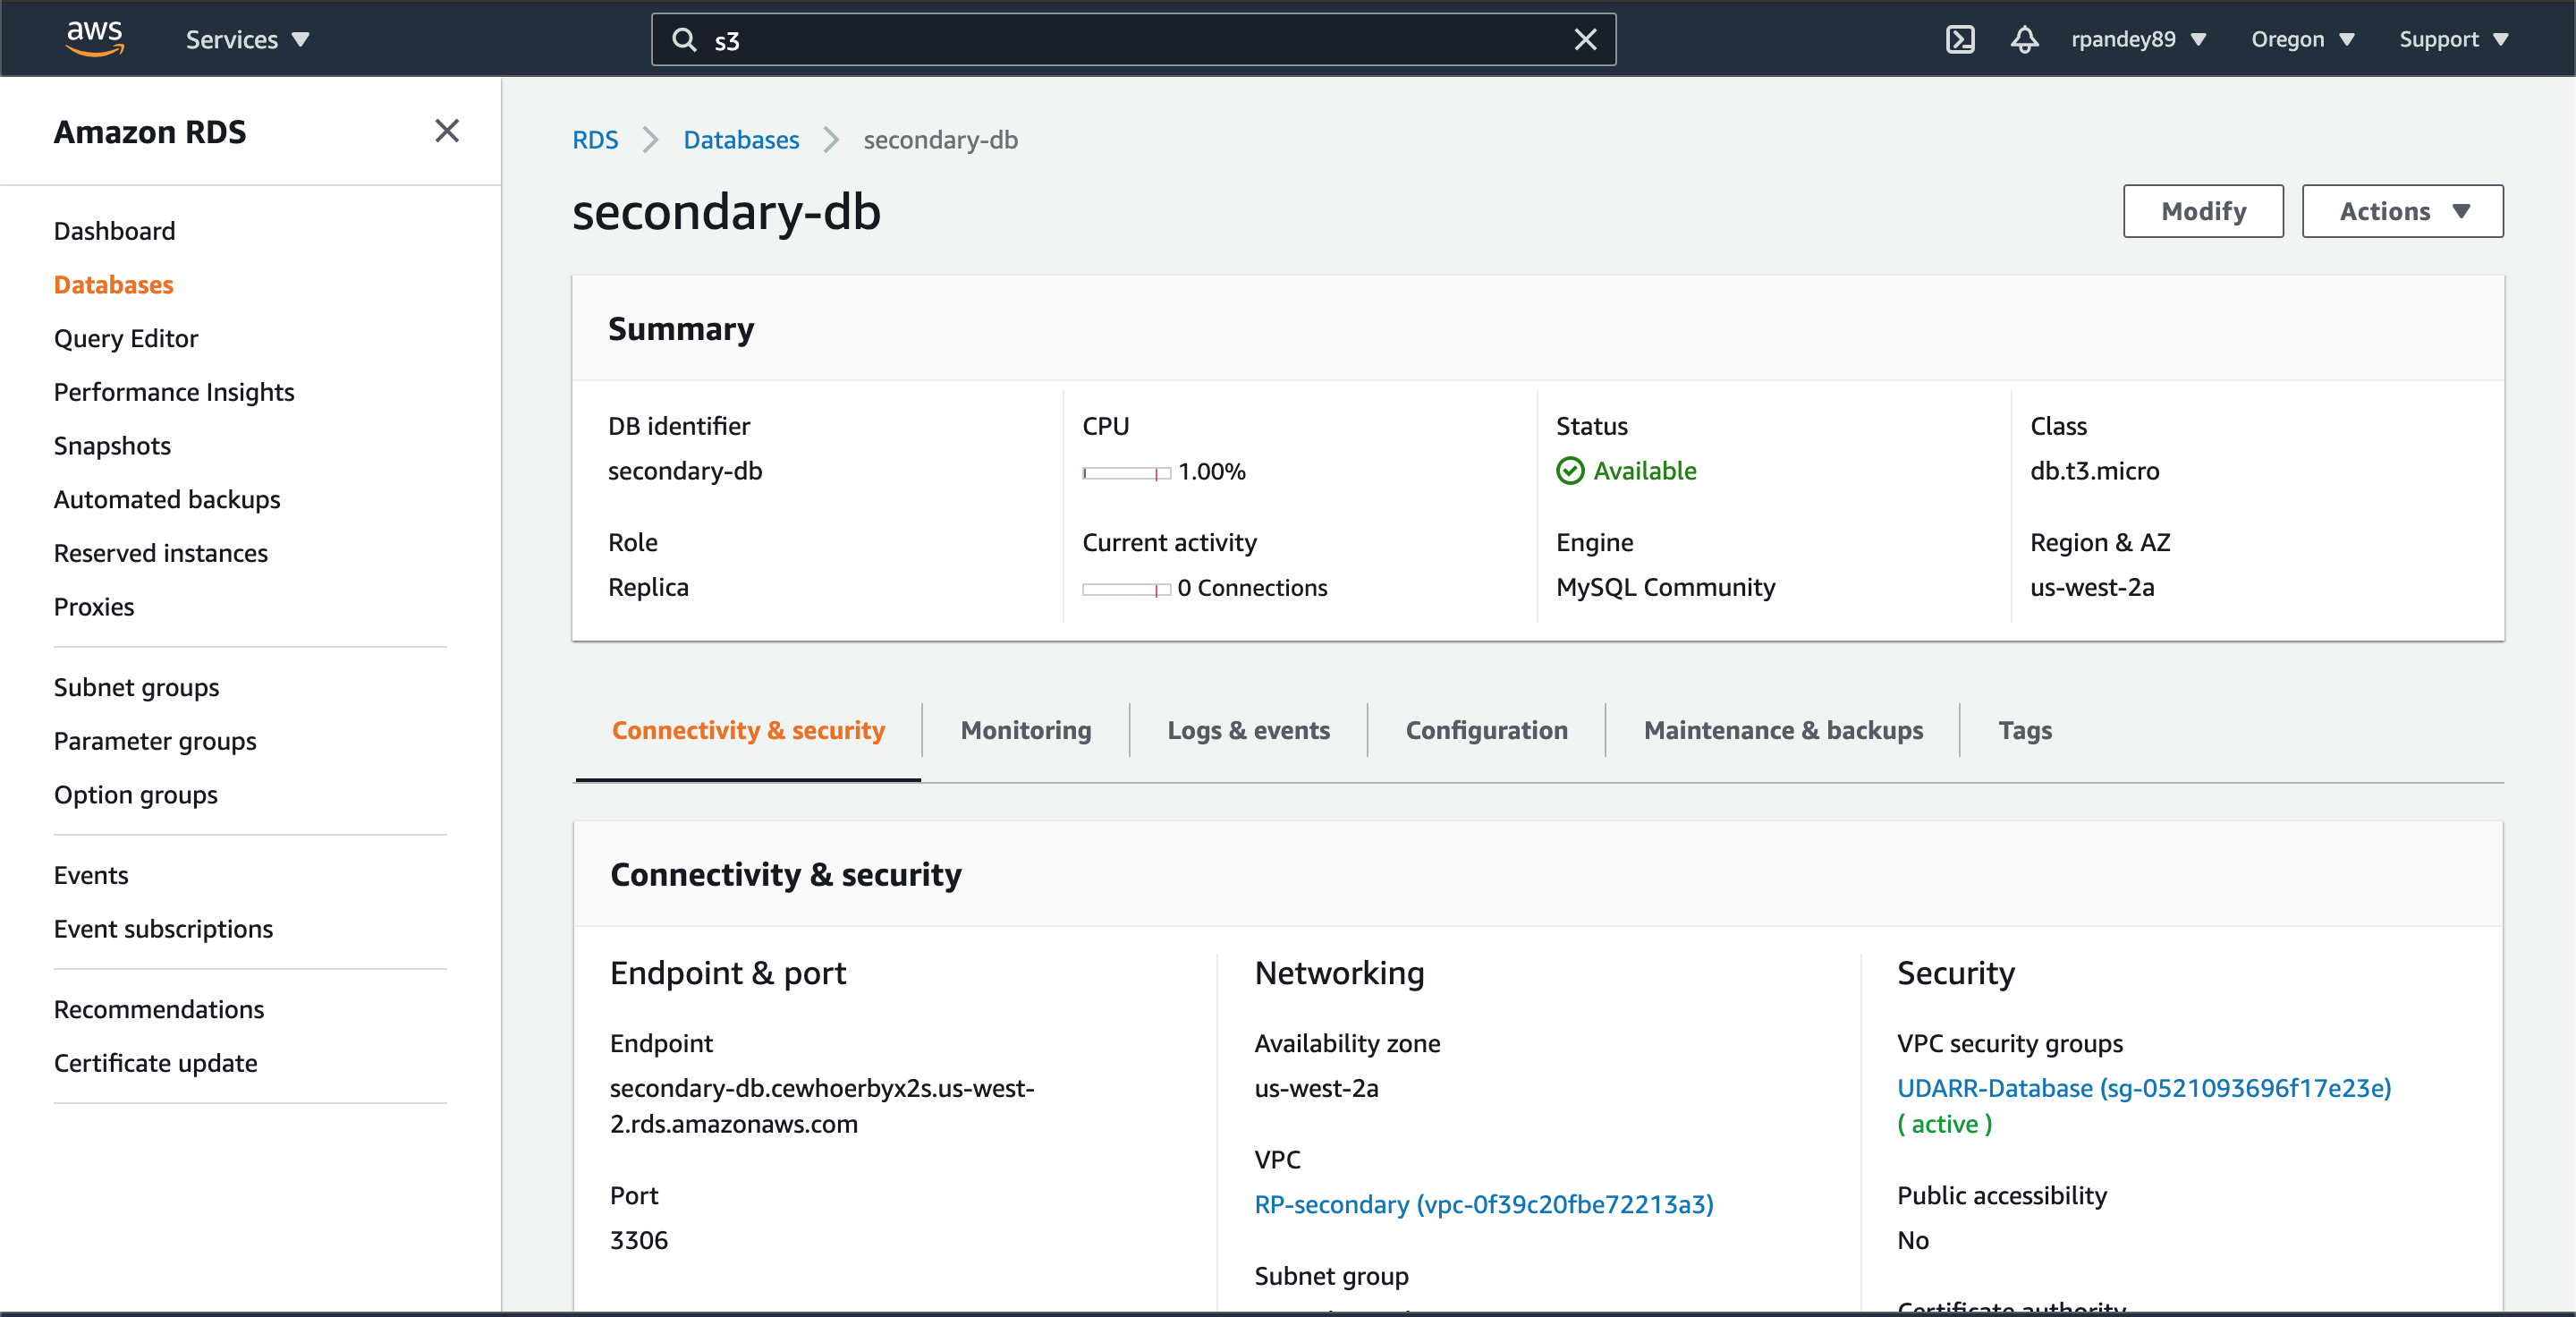 aws
Services
s3
rpandey89
Oregon
Support
Amazon RDS
Dashboard
Databases
Query Editor
Performance Insights
Snapshots
Automated backups
Reserved instances
Proxies
Subnet groups
Parameter groups
Option groups
Events
Event subscriptions
Recommendations
Certificate update
RDS
Databases
secondary-db
secondary-db
Modify
Actions
Summary
DB identifier
secondary-db
CPU
1.00%
Status
Available
Class
db.t3.micro
Role
Replica
Current activity
0 Connections
Engine
MySQL Community
Region & AZ
us-west-2a
Connectivity & security
Monitoring
Logs & events
Configuration
Maintenance & backups
Tags
Connectivity & security
Endpoint & port
Endpoint
secondary-db.cewhoerbyx2s.us-west-
2.rds.amazonaws.com
Port
3306
Networking
Availability zone
us-west-2a
VPC
RP-secondary (vpc-0f39c20fbe72213a3)
Subnet group
Security
VPC security groups
UDARR-Database (sg-0521093696f17e23e)
( active )
Public accessibility
No
Certificate authority